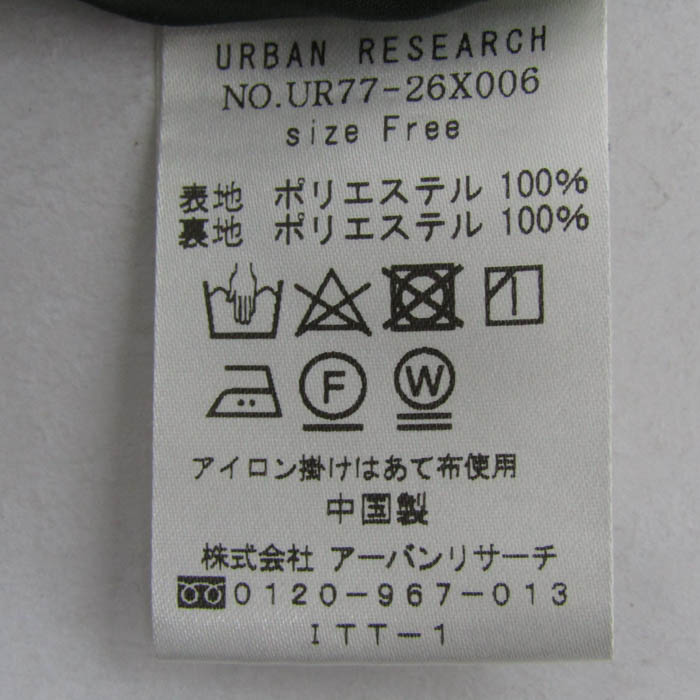 URBAN RESEARCH
NO.UR77-26X006
size Free
表地 ポリエステル 100%
裏地 ポリエステル 100%
F W
アイロン掛けはあて布使用
中国製
株式会社 アーバンリサーチ
0120-967-013
ITT-1